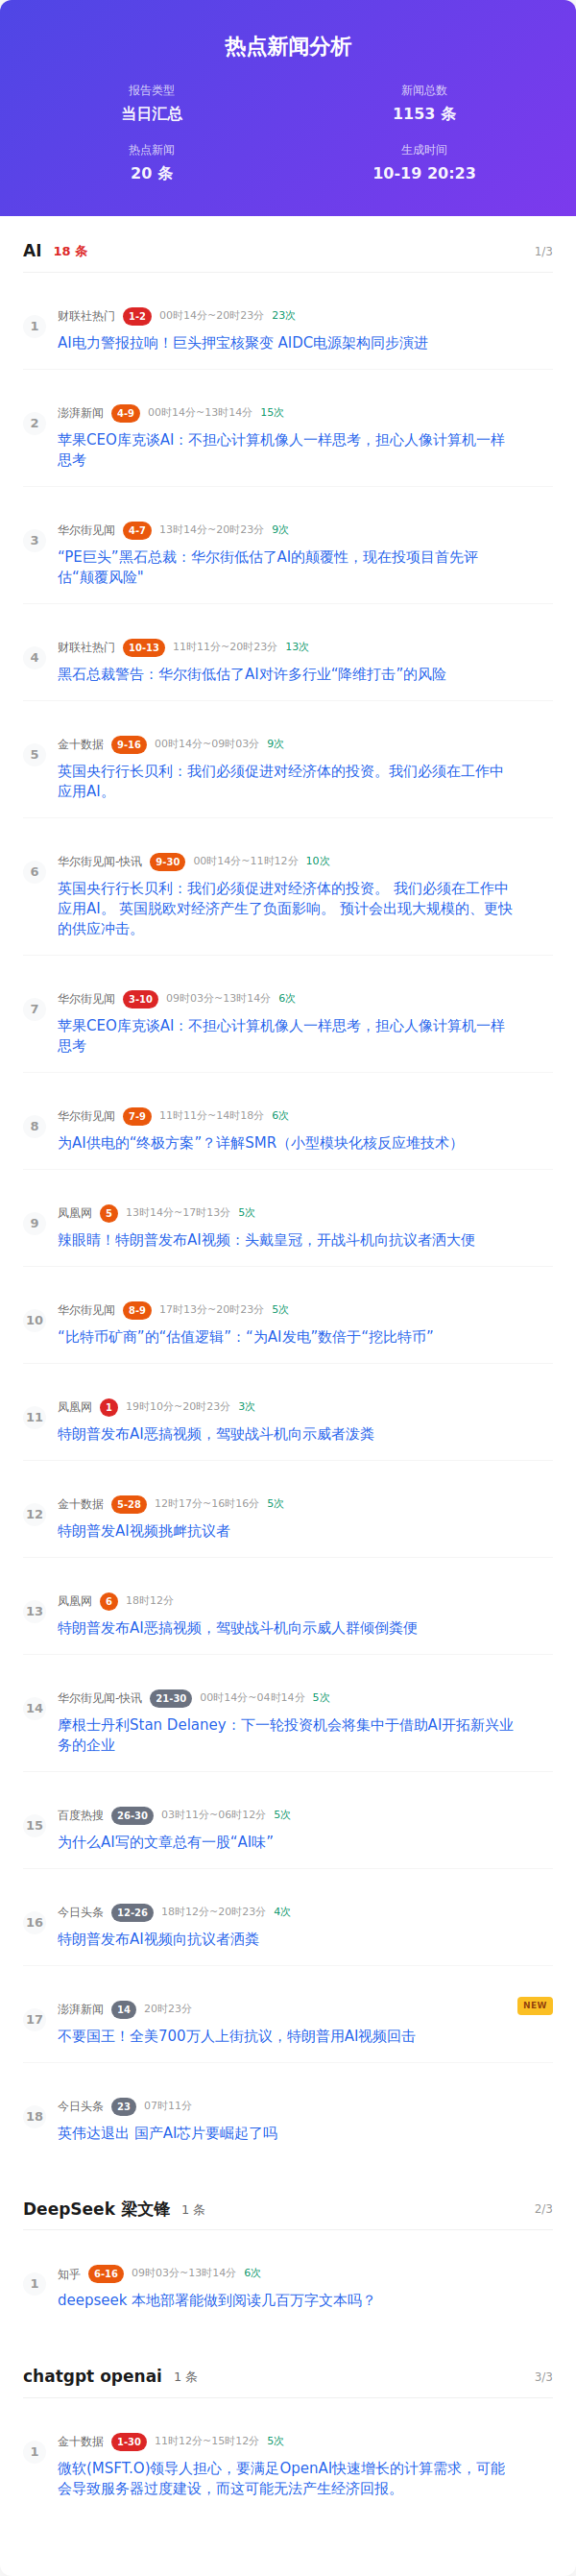 热点新闻分析
报告类型
新闻总数
当日汇总
1153 条
热点新闻
生成时间
20 条
10-19 20:23
AI 18 条 1/3
1
财联社热门 1-2 00时14分~20时23分 23次
AI电力警报拉响！巨头押宝核聚变 AIDC电源架构同步演进
2
澎湃新闻 4-9 00时14分~13时14分 15次
苹果CEO库克谈AI：不担心计算机像人一样思考，担心人像计算机一样
思考
3
华尔街见闻 4-7 13时14分~20时23分 9次
“PE巨头”黑石总裁：华尔街低估了AI的颠覆性，现在投项目首先评
估“颠覆风险"
4
财联社热门 10-13 11时11分~20时23分 13次
黑石总裁警告：华尔街低估了AI对许多行业“降维打击”的风险
5
金十数据 9-16 00时14分~09时03分 9次
英国央行行长贝利：我们必须促进对经济体的投资。我们必须在工作中
应用AI。
6
华尔街见闻-快讯 9-30 00时14分~11时12分 10次
英国央行行长贝利：我们必须促进对经济体的投资。 我们必须在工作中
应用AI。 英国脱欧对经济产生了负面影响。 预计会出现大规模的、更快
的供应冲击。
7
华尔街见闻 3-10 09时03分~13时14分 6次
苹果CEO库克谈AI：不担心计算机像人一样思考，担心人像计算机一样
思考
8
华尔街见闻 7-9 11时11分~14时18分 6次
为AI供电的“终极方案”？详解SMR（小型模块化核反应堆技术）
9
凤凰网 5 13时14分~17时13分 5次
辣眼睛！特朗普发布AI视频：头戴皇冠，开战斗机向抗议者洒大便
10
华尔街见闻 8-9 17时13分~20时23分 5次
“比特币矿商”的“估值逻辑”：“为AI发电”数倍于“挖比特币”
11
凤凰网 1 19时10分~20时23分 3次
特朗普发布AI恶搞视频，驾驶战斗机向示威者泼粪
12
金十数据 5-28 12时17分~16时16分 5次
特朗普发AI视频挑衅抗议者
13
凤凰网 6 18时12分
特朗普发布AI恶搞视频，驾驶战斗机向示威人群倾倒粪便
14
华尔街见闻-快讯 21-30 00时14分~04时14分 5次
摩根士丹利Stan Delaney：下一轮投资机会将集中于借助AI开拓新兴业
务的企业
15
百度热搜 26-30 03时11分~06时12分 5次
为什么AI写的文章总有一股“AI味”
16
今日头条 12-26 18时12分~20时23分 4次
特朗普发布AI视频向抗议者洒粪
17
澎湃新闻 14 20时23分 NEW
不要国王！全美700万人上街抗议，特朗普用AI视频回击
18
今日头条 23 07时11分
英伟达退出 国产AI芯片要崛起了吗
DeepSeek 梁文锋 1 条 2/3
1
知乎 6-16 09时03分~13时14分 6次
deepseek 本地部署能做到阅读几百万字文本吗？
chatgpt openai 1 条 3/3
1
金十数据 1-30 11时12分~15时12分 5次
微软(MSFT.O)领导人担心，要满足OpenAI快速增长的计算需求，可能
会导致服务器过度建设，而这可能无法产生经济回报。